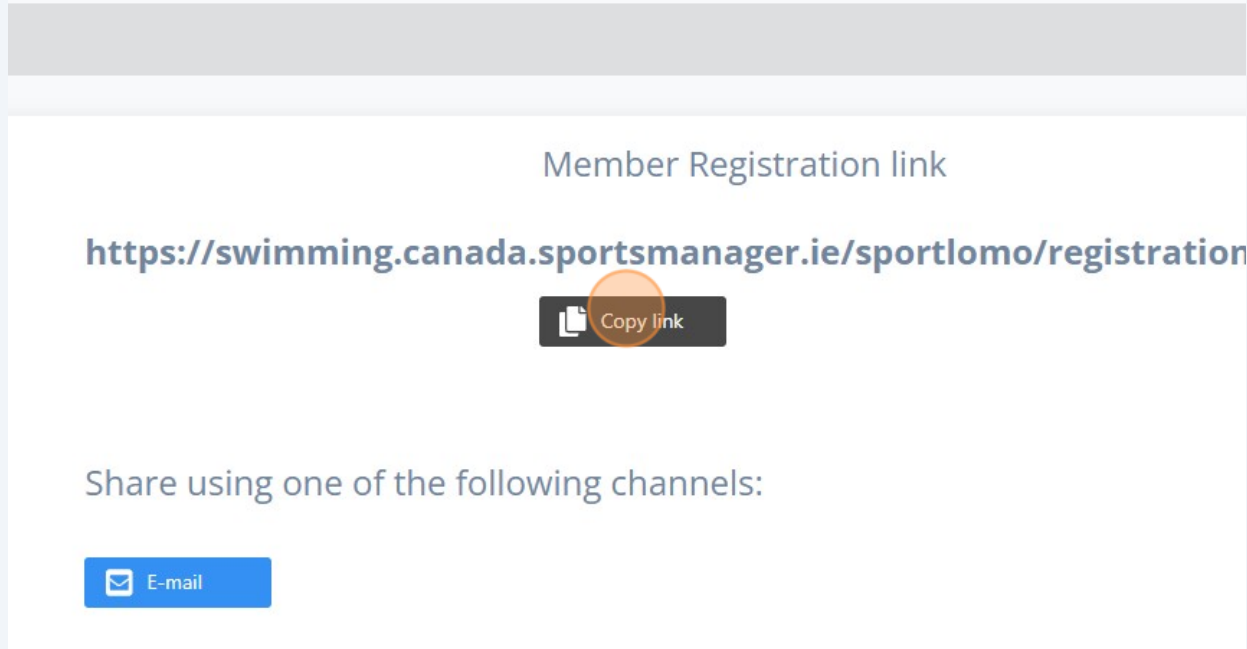 Member Registration link
https://swimming.canada.sportsmanager.ie/sportlomo/registration
Copy link
Share using one of the following channels:
E-mail